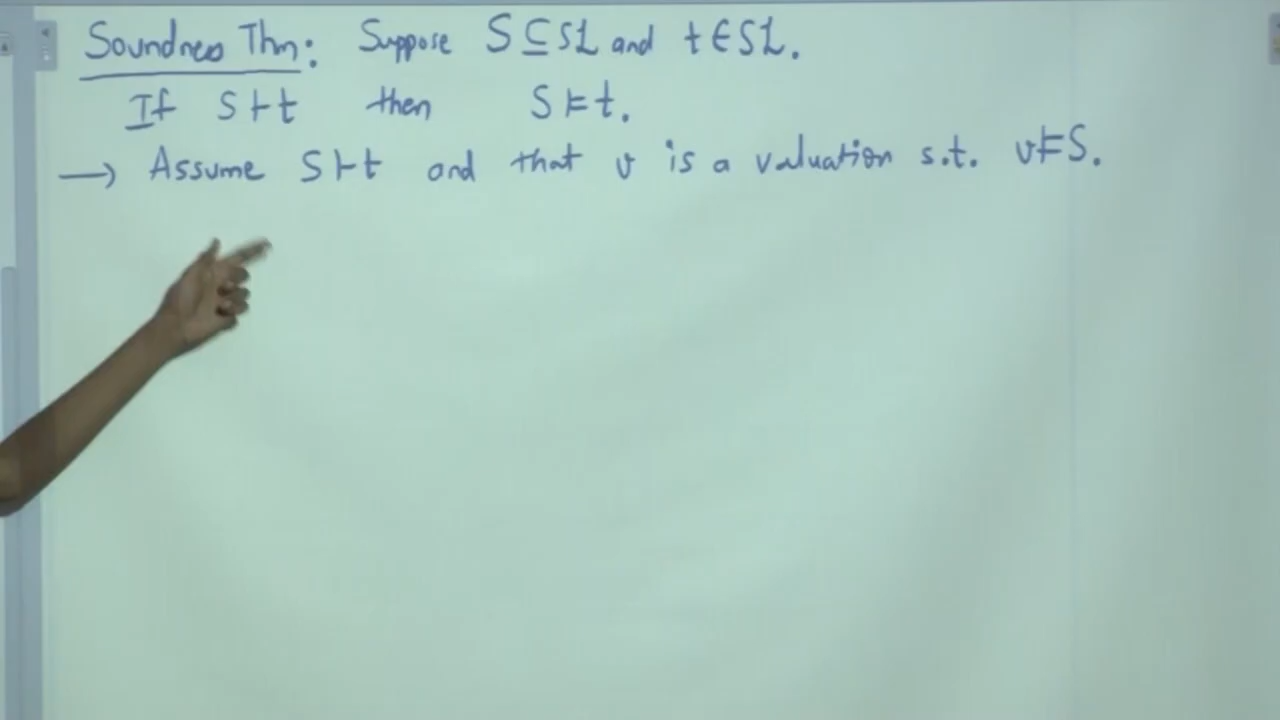 Soundness Thm: Suppose S ⊆ SL and t ∈ SL.
If S ⊢ t then S ⊨ t.
→ Assume S ⊢ t and that v is a valuation s.t. v ⊨ S.